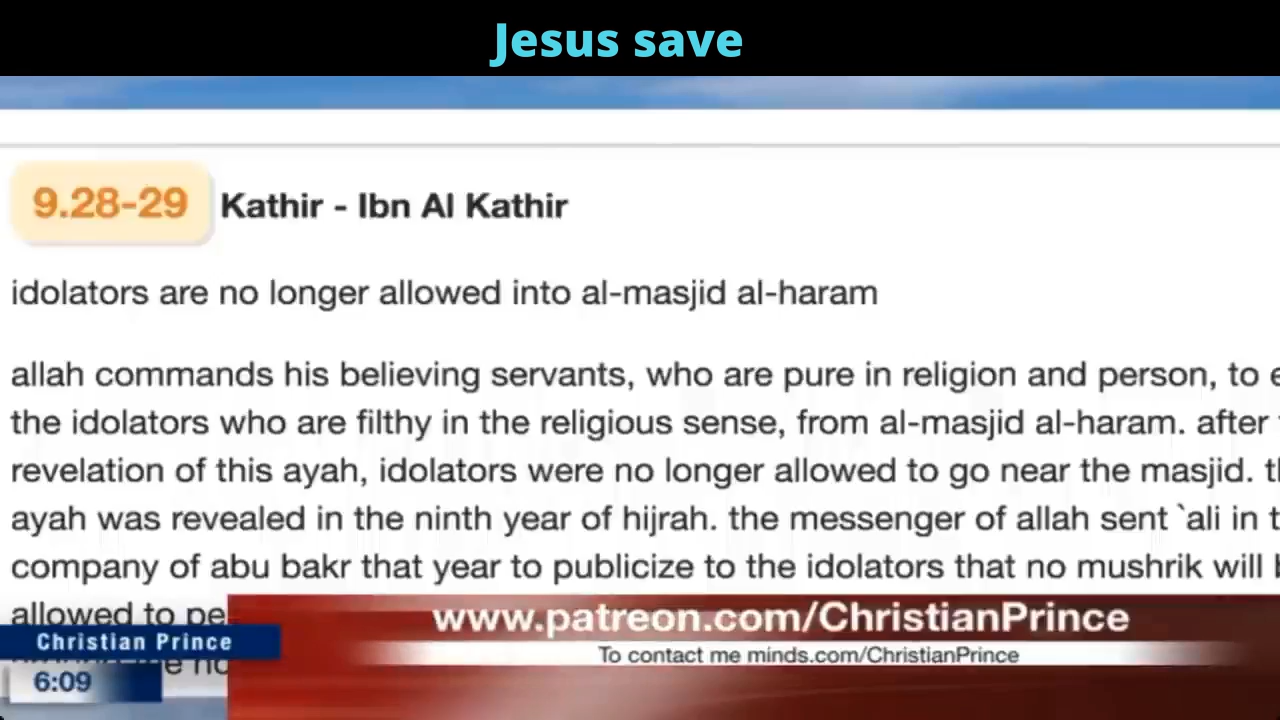 Jesus save
9.28-29 Kathir - Ibn Al Kathir
idolators are no longer allowed into al-masjid al-haram
allah commands his believing servants, who are pure in religion and person, to
the idolators who are filthy in the religious sense, from al-masjid al-haram. after
revelation of this ayah, idolators were no longer allowed to go near the masjid.
ayah was revealed in the ninth year of hijrah. the messenger of allah sent `ali in
company of abu bakr that year to publicize to the idolators that no mushrik will
allowed to
www.patreon.com/ChristianPrince
Christian Prince
To contact me minds.com/ChristianPrince
6:09